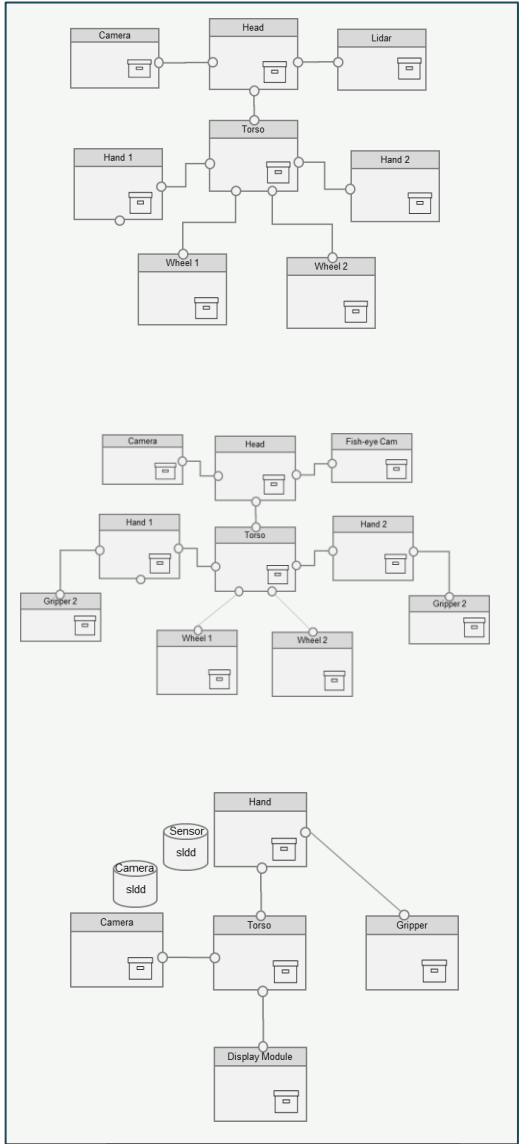 Head
Camera
Lidar
Torso
Hand 1
Hand 2
Wheel 1
Wheel 2
Camera
Head
Fish-eye Cam
Hand 1
Torso
Hand 2
Gripper 2
Gripper 2
Wheel 1
Wheel 2
Hand
Sensor
sldd
Camera
sldd
Camera
Torso
Gripper
Display Module